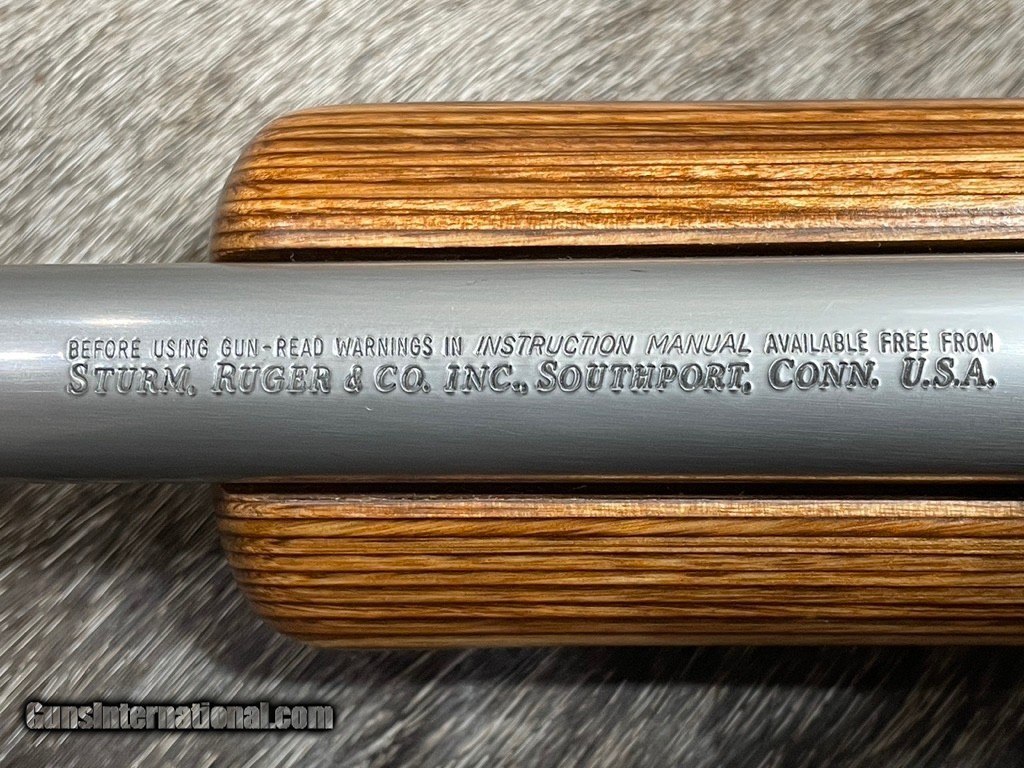 BEFORE USING GUN-READ WARNINGS IN INSTRUCTION MANUAL AVAILABLE FREE FROM
STURM, RUGER & CO. INC., SOUTHPORT, CONN. U.S.A.
GunsInternational.com